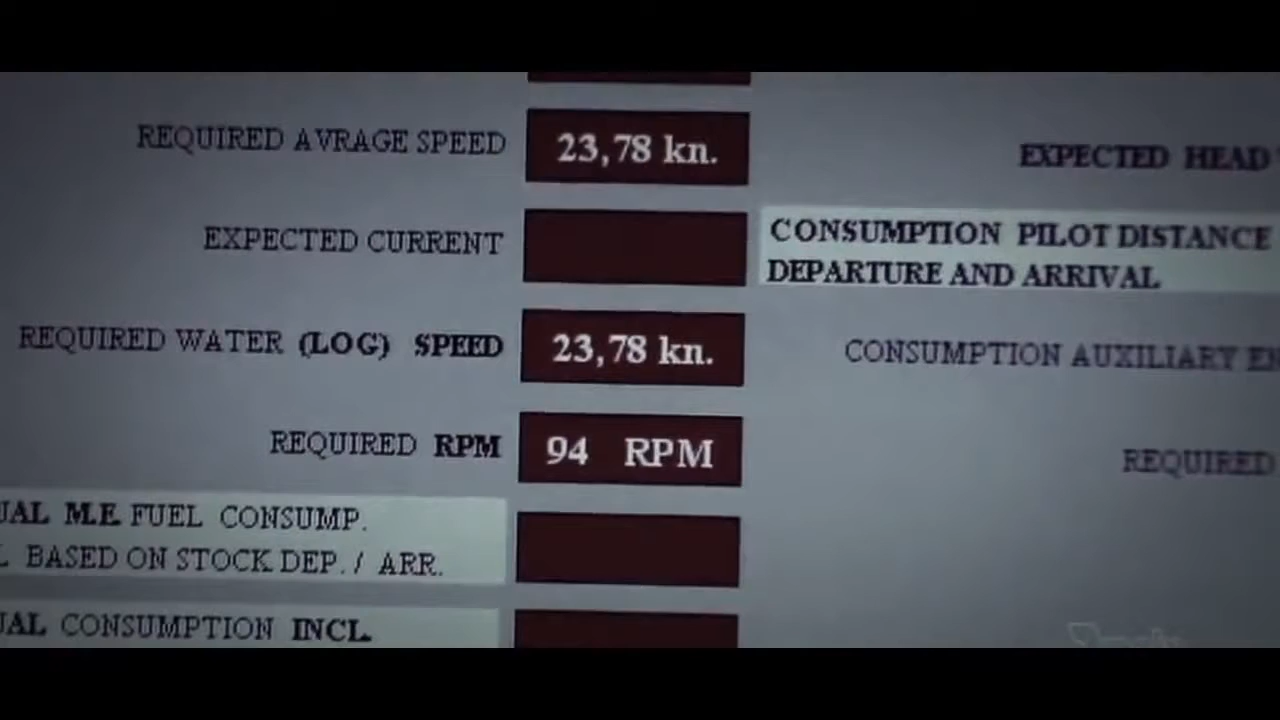 REQUIRED AVRAGE SPEED 23,78 kn.
EXPECTED HEAD
EXPECTED CURRENT
CONSUMPTION PILOT DISTANCE
DEPARTURE AND ARRIVAL
REQUIRED WATER (LOG) SPEED 23,78 kn.
CONSUMPTION AUXILIARY
REQUIRED RPM 94 RPM
REQUIRED
M.E. FUEL CONSUMP.
BASED ON STOCK DEP. / ARR.
CONSUMPTION INCL.